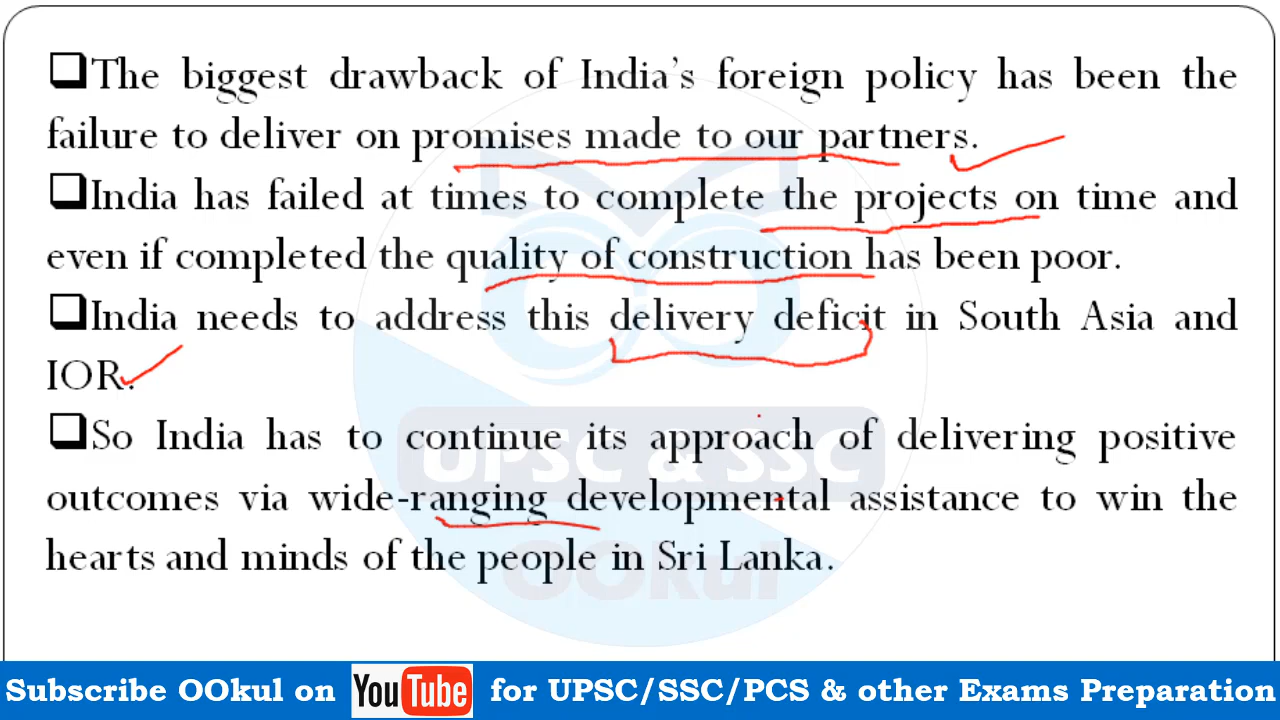 ❑The biggest drawback of India’s foreign policy has been the
failure to deliver on promises made to our partners.
❑India has failed at times to complete the projects on time and
even if completed the quality of construction has been poor.
❑India needs to address this delivery deficit in South Asia and
IOR.
❑So India has to continue its approach of delivering positive
UPSC & SSC
outcomes via wide-ranging developmental assistance to win the
hearts and minds of the people in Sri Lanka.
OOkul
Subscribe OOkul on YouTube for UPSC/SSC/PCS & other Exams Preparation